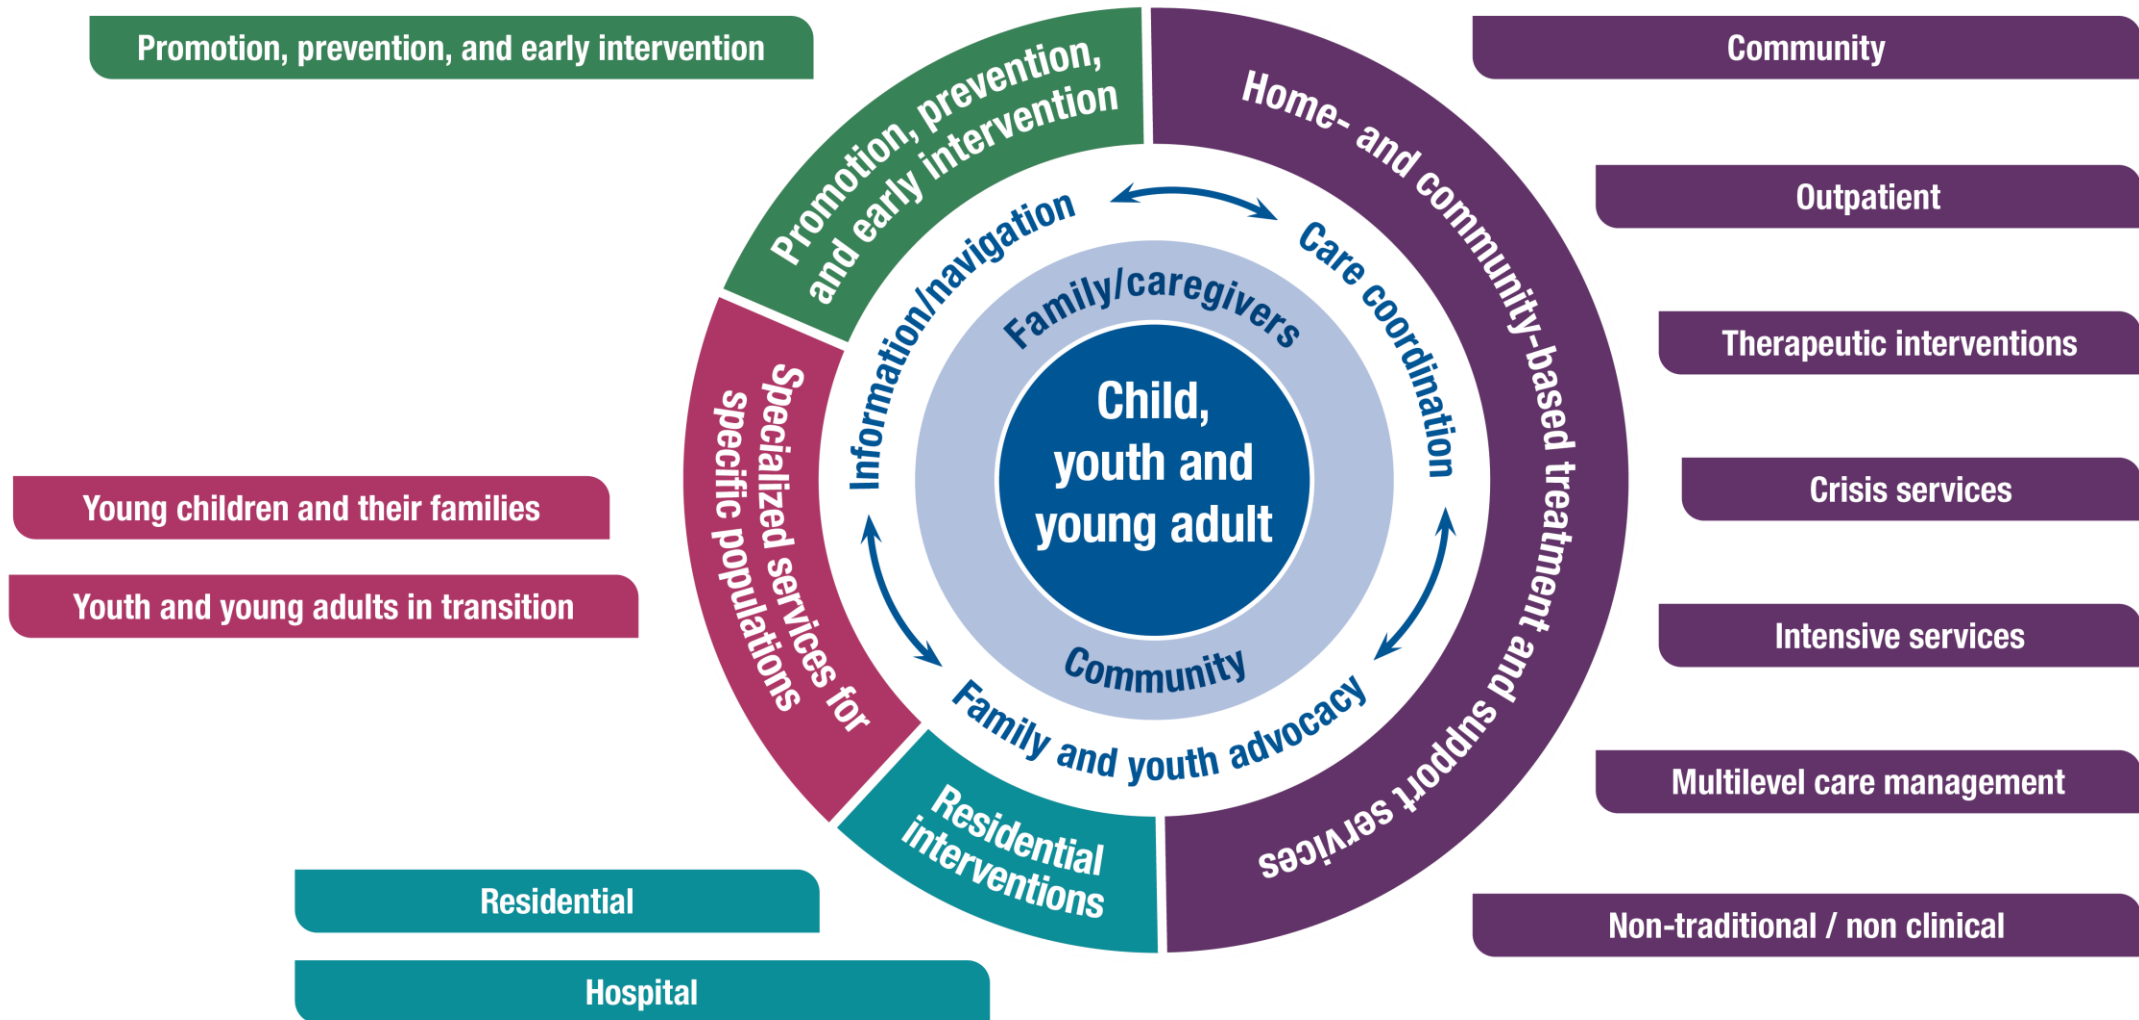 Promotion, prevention, and early intervention
Promotion, prevention,
and early intervention
Home- and community-based treatment and support services
Community
Outpatient
Therapeutic interventions
Crisis services
Intensive services
Multilevel care management
Non-traditional / non clinical
Information/navigation
Care coordination
Family and youth advocacy
Family/caregivers
Child,
youth and
young adult
Community
Specialized services for
specific populations
Young children and their families
Youth and young adults in transition
Residential
interventions
Residential
Hospital